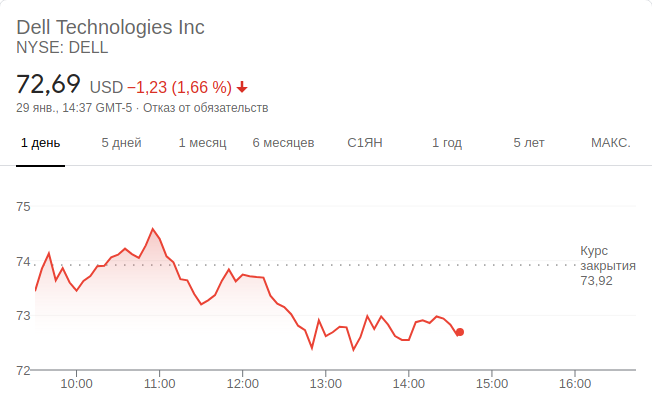 Dell Technologies Inc
NYSE: DELL
72,69 USD −1,23 (1,66 %)
29 янв., 14:37 GMT-5 · Отказ от обязательств
1 день 5 дней 1 месяц 6 месяцев С1ЯН 1 год 5 лет МАКС.
75
74
73
72
Курс
закрытия
73,92
10:00 11:00 12:00 13:00 14:00 15:00 16:00